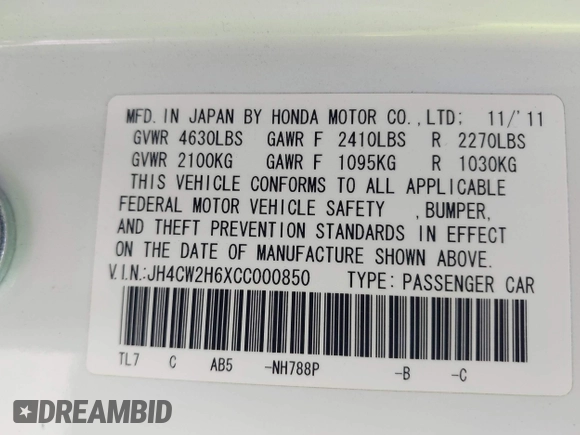 MFD. IN JAPAN BY HONDA MOTOR CO., LTD: 11/'11
GVWR 4630LBS GAWR F 2410LBS R 2270LBS
GVWR 2100KG GAWR F 1095KG R 1030KG
THIS VEHICLE CONFORMS TO ALL APPLICABLE
FEDERAL MOTOR VEHICLE SAFETY , BUMPER,
AND THEFT PREVENTION STANDARDS IN EFFECT
ON THE DATE OF MANUFACTURE SHOWN ABOVE.
V.I.N.:JH4CW2H6XCC000850 TYPE: PASSENGER CAR
TL7 C AB5 -NH788P -B -C
DREAMBID